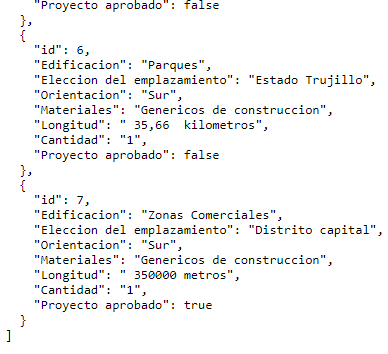 "Proyecto aprobado": false
},
{
"id": 6,
"Edificacion": "Parques",
"Eleccion del emplazamiento": "Estado Trujillo",
"Orientacion": "Sur",
"Materiales": "Genericos de construccion",
"Longitud": " 35,66  kilometros",
"Cantidad": "1",
"Proyecto aprobado": false
},
{
"id": 7,
"Edificacion": "Zonas Comerciales",
"Eleccion del emplazamiento": "Distrito capital",
"Orientacion": "Sur",
"Materiales": "Genericos de construccion",
"Longitud": " 350000 metros",
"Cantidad": "1",
"Proyecto aprobado": true
}
]